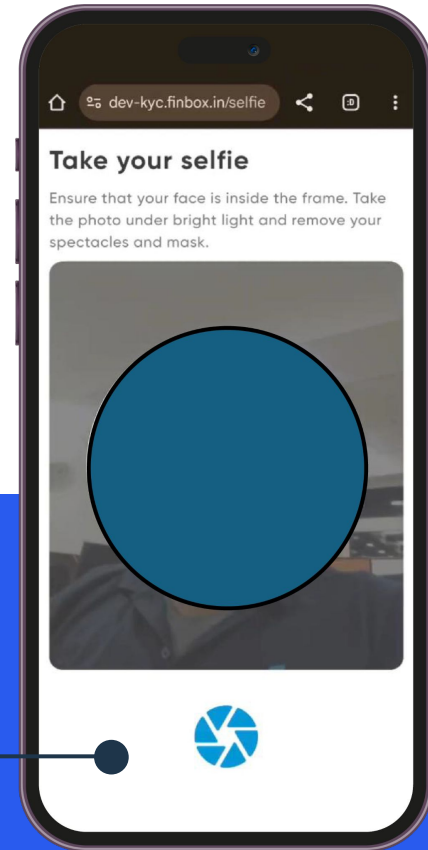 dev-kyc.finbox.in/selfie
:D
Take your selfie
Ensure that your face is inside the frame. Take
the photo under bright light and remove your
spectacles and mask.